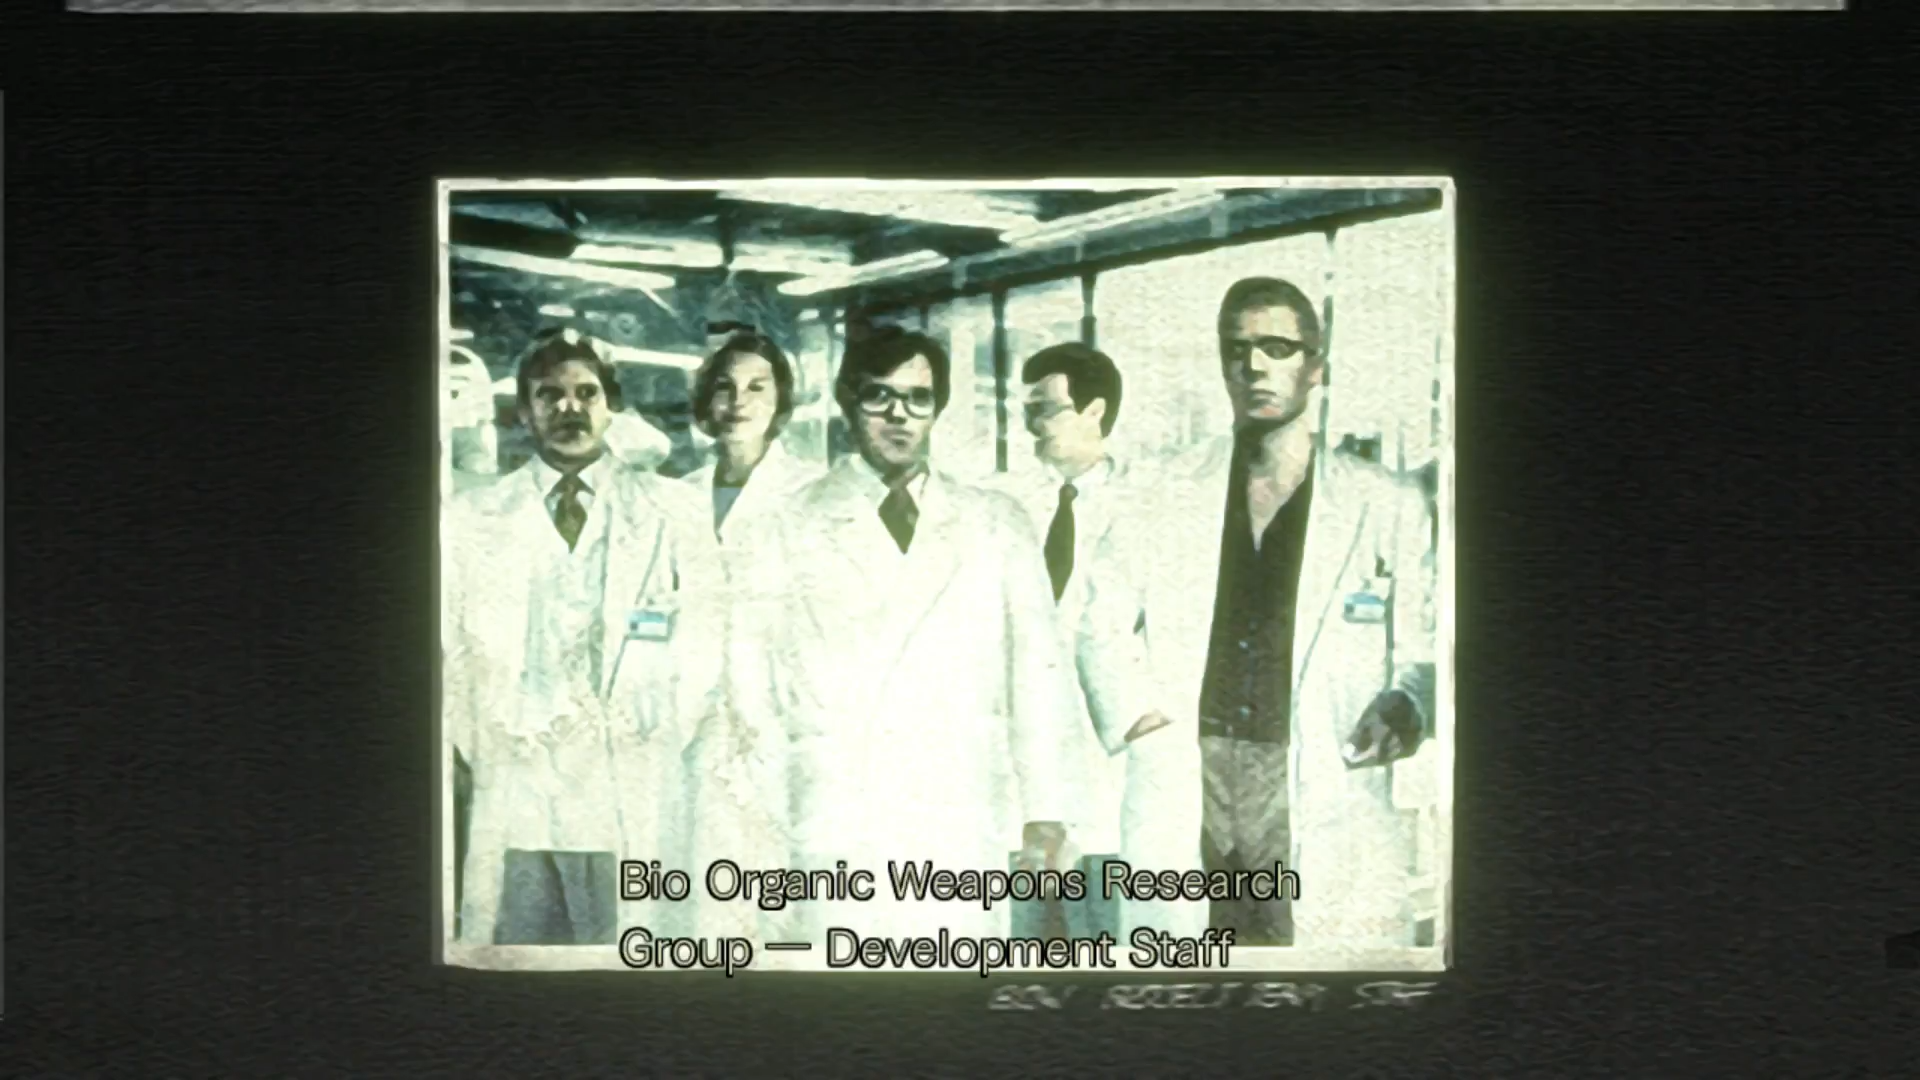 Bio Organic Weapons Research
Group — Development Staff